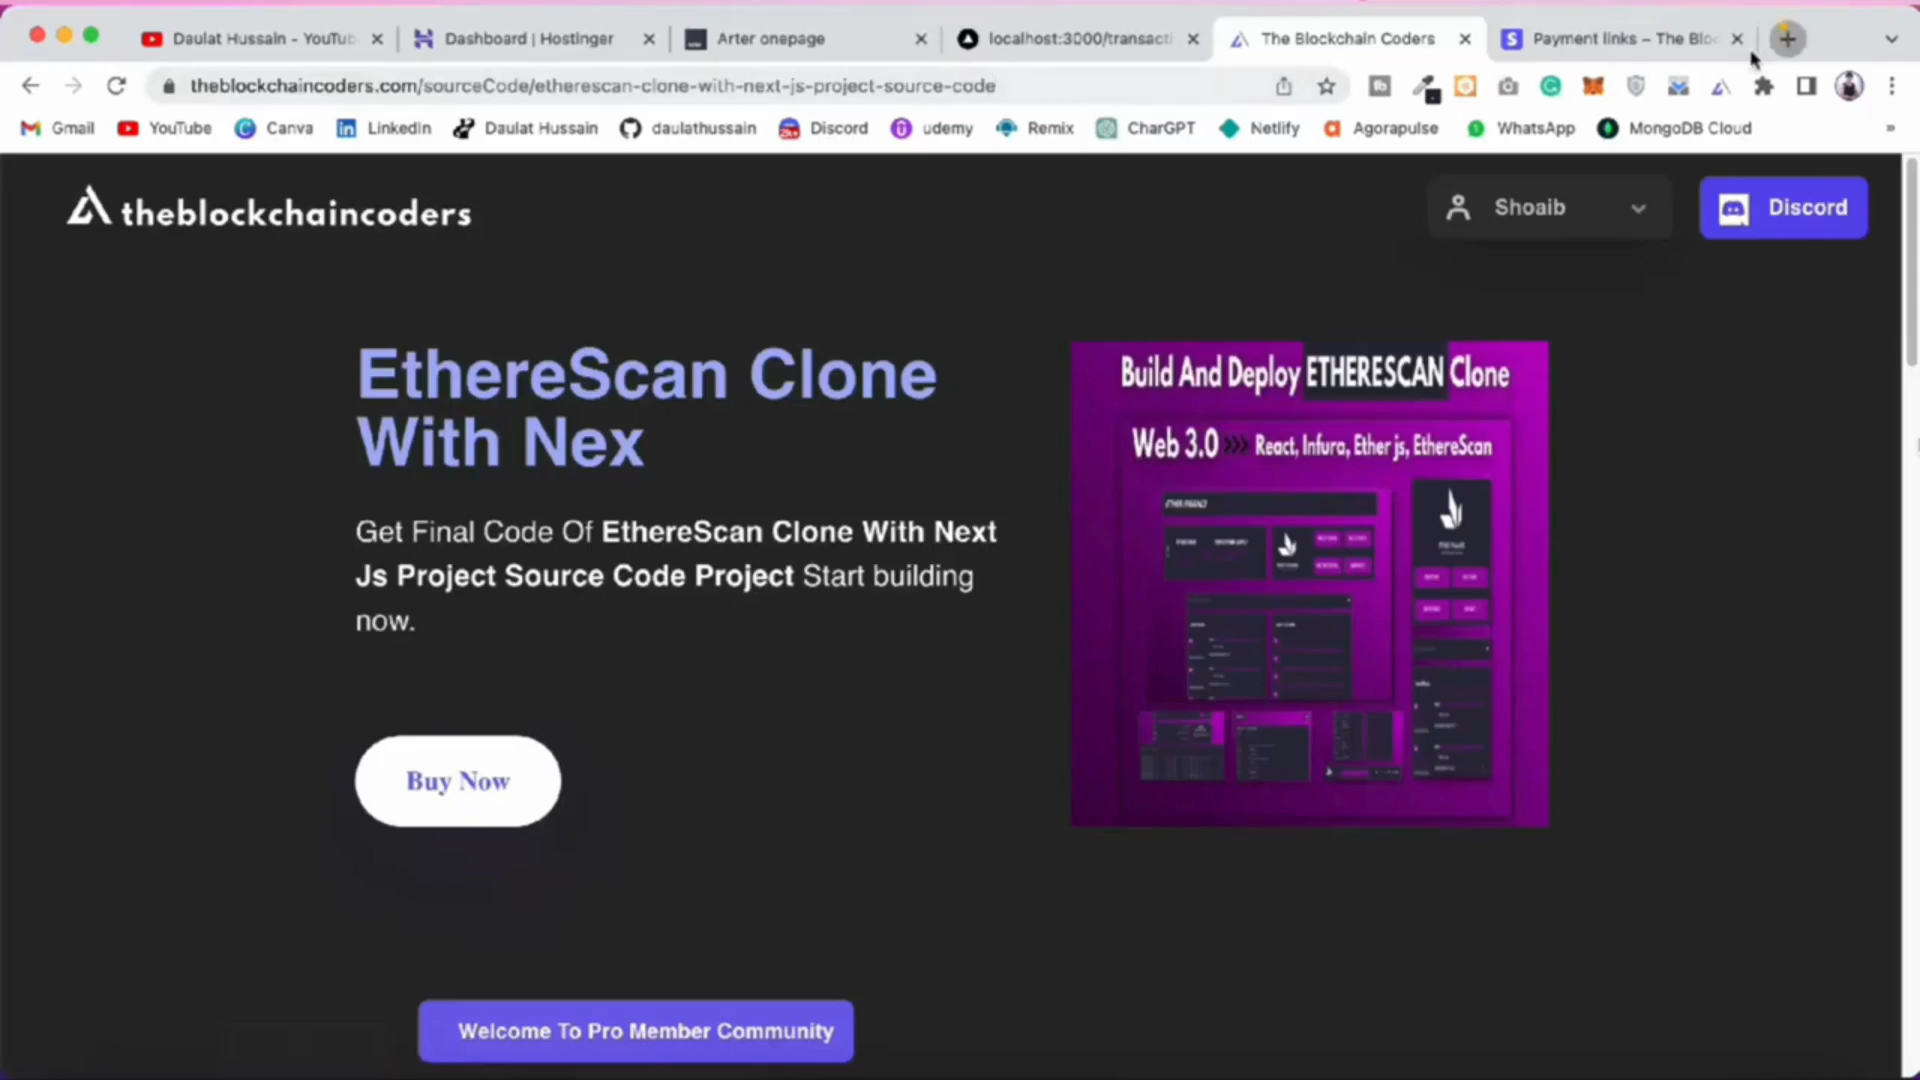 Daulat Hussain - YouTub
Dashboard | Hostinger
Arter onepage
localhost:3000/transacti
The Blockchain Coders
Payment links – The Bloc
theblockchaincoders.com/sourceCode/etherescan-clone-with-next-js-project-source-code
Gmail
YouTube
Canva
LinkedIn
Daulat Hussain
daulathussain
Discord
udemy
Remix
CharGPT
Netlify
Agorapulse
WhatsApp
MongoDB Cloud
»
theblockchaincoders
Shoaib
Discord
EthereScan Clone
With Nex
Get Final Code Of EthereScan Clone With Next
Js Project Source Code Project Start building
now.
Buy Now
Build And Deploy ETHERESCAN Clone
Web 3.0 >>> React, Infura, Ether js, EthereScan
Welcome To Pro Member Community